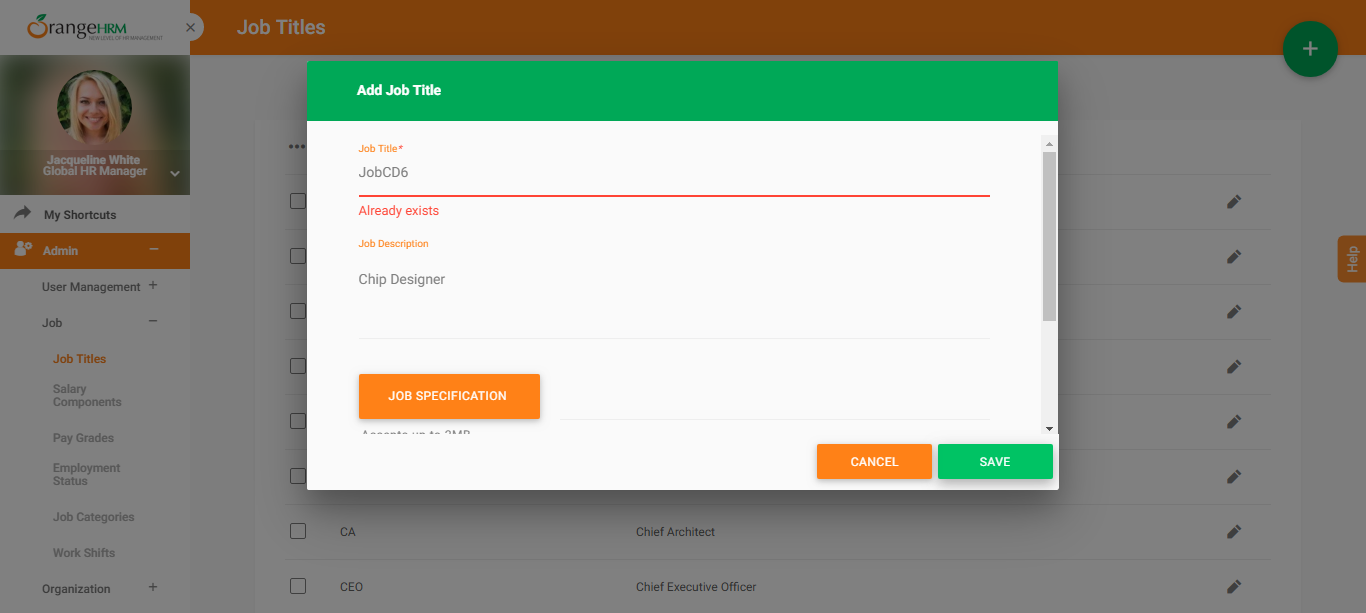 OrangeHRM
NEW LEVEL OF HR MANAGEMENT
Job Titles
Jacqueline White
Global HR Manager
My Shortcuts
Admin
User Management
Job
Job Titles
Salary
Components
Pay Grades
Employment
Status
Job Categories
Work Shifts
Organization
Add Job Title
Job Title*
JobCD6
Already exists
Job Description
Chip Designer
JOB SPECIFICATION
Accepts up to 2MB
CANCEL
SAVE
CA Chief Architect
CEO Chief Executive Officer
Help